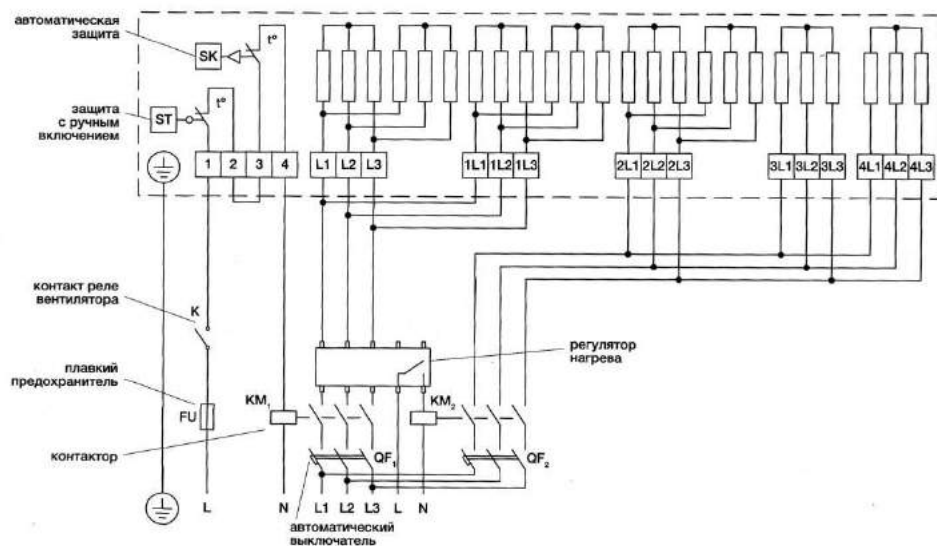 автоматическая
защита
SK
t°
защита
с ручным
включением
ST
t°
1 2 3 4
L1 L2 L3
1L1 1L2 1L3
2L1 2L2 2L3
3L1 3L2 3L3
4L1 4L2 4L3
контакт реле
вентилятора
K
регулятор
нагрева
плавкий
предохранитель
FU
KM₁
KM₂
контактор
QF₁
QF₂
L N L1 L2 L3 L N
автоматический
выключатель